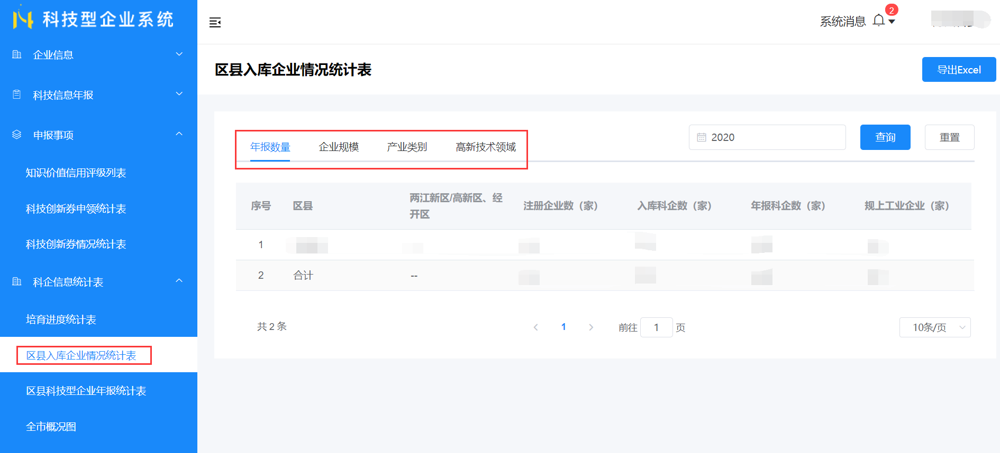 科技型企业系统
企业信息
科技信息年报
申报事项
知识价值信用评级列表
科技创新券申领统计表
科技创新券情况统计表
科企信息统计表
培育进度统计表
区县入库企业情况统计表
区县科技型企业年报统计表
全市概况图
系统消息
2
区县入库企业情况统计表
导出Excel
年报数量
企业规模
产业类别
高新技术领域
2020
查询
重置
序号
区县
两江新区/高新区、经
开区
注册企业数（家）
入库科企数（家）
年报科企数（家）
规上工业企业（家）
1
2
合计
--
共 2 条
1
前往
1
页
10条/页